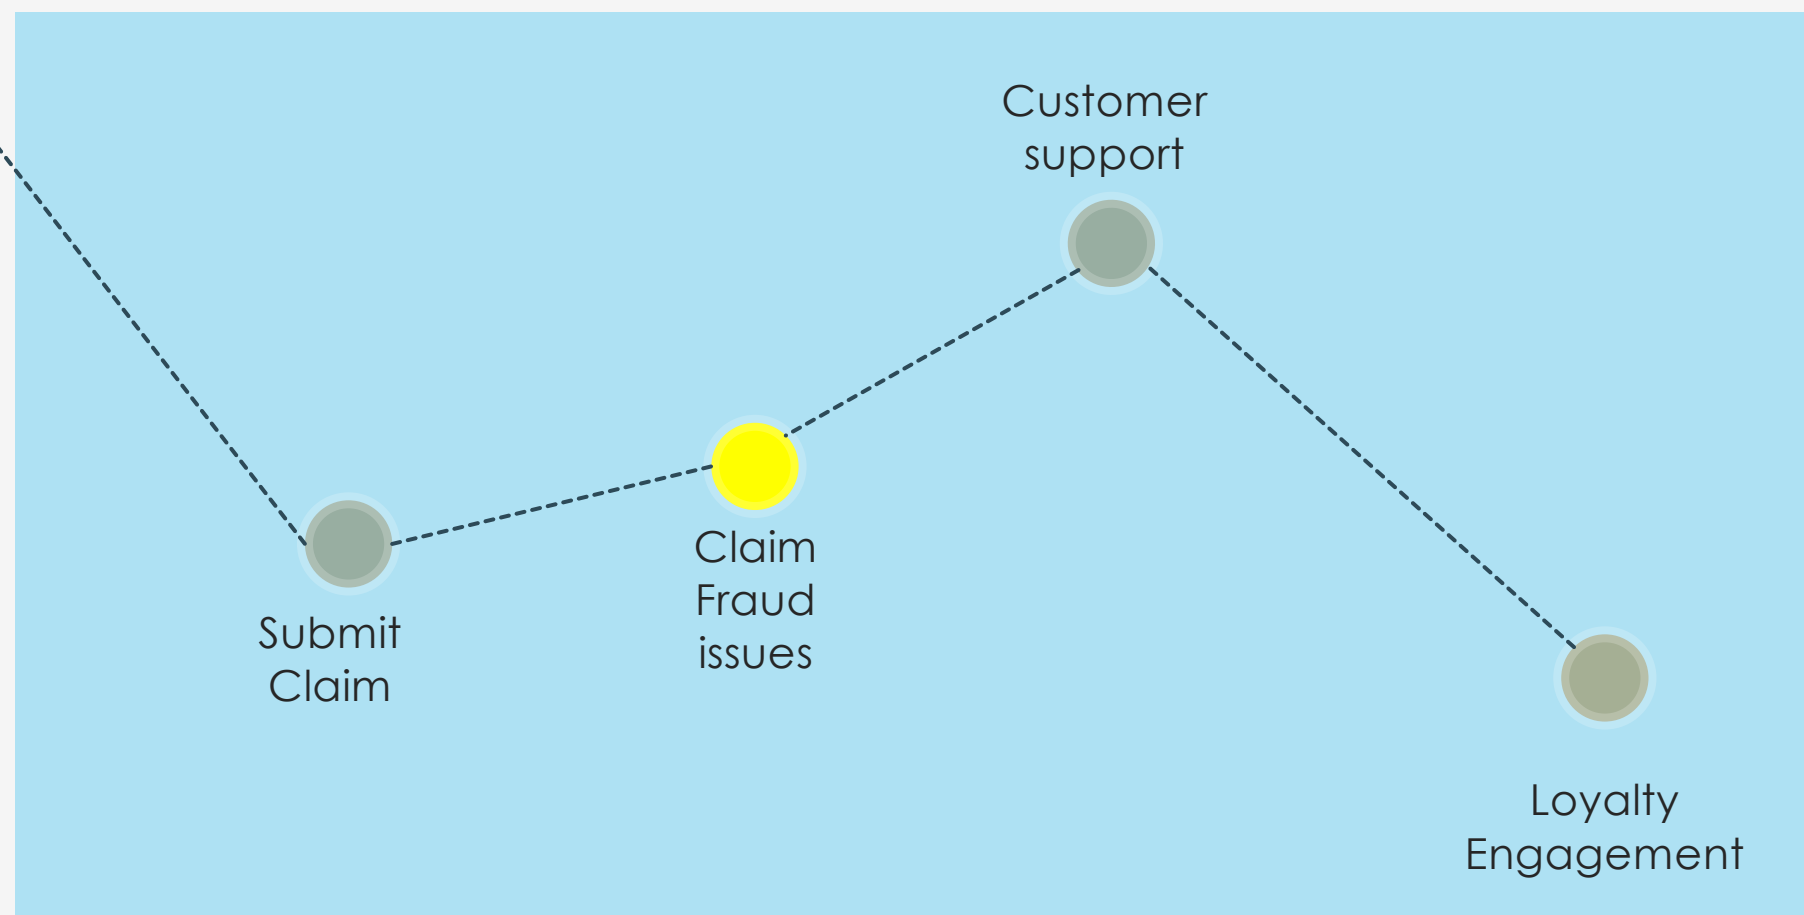 Customer
support
Claim
Fraud
issues
Submit
Claim
Loyalty
Engagement